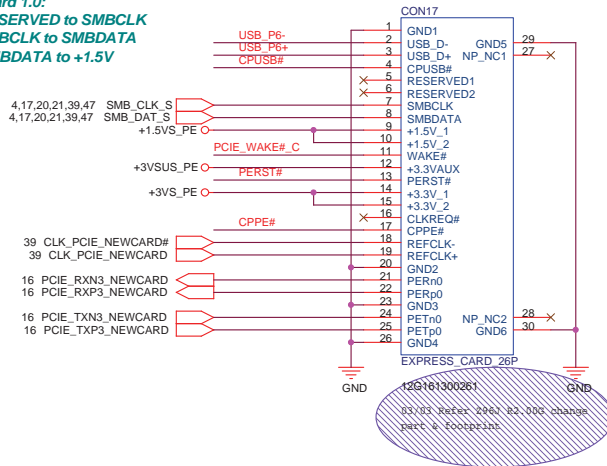 rd 1.0:
SERVED to SMBCLK
BCLK to SMBDATA
BDATA to +1.5V
CON17
USB_P6-
USB_P6+
CPUSB#
4,17,20,21,39,47 SMB_CLK_S
4,17,20,21,39,47 SMB_DAT_S
+1.5VS_PE
PCIE_WAKE#_C
+3VSUS_PE
PERST#
+3VS_PE
CPPE#
39 CLK_PCIE_NEWCARD#
39 CLK_PCIE_NEWCARD
16 PCIE_RXN3_NEWCARD
16 PCIE_RXP3_NEWCARD
16 PCIE_TXN3_NEWCARD
16 PCIE_TXP3_NEWCARD
1 GND1
2 USB_D-
3 USB_D+
4 CPUSB#
5 RESERVED1
6 RESERVED2
7 SMBCLK
8 SMBDATA
9 +1.5V_1
10 +1.5V_2
11 WAKE#
12 +3.3VAUX
13 PERST#
14 +3.3V_1
15 +3.3V_2
16 CLKREQ#
17 CPPE#
18 REFCLK-
19 REFCLK+
20 GND2
21 PERn0
22 PERp0
23 GND3
24 PETn0
25 PETp0
26 GND4
GND5 29
NP_NC1 27
NP_NC2 28
GND6 30
EXPRESS_CARD_26P
GND
GND
12G161300261
03/03 Refer Z96J R2.00G change
part & footprint